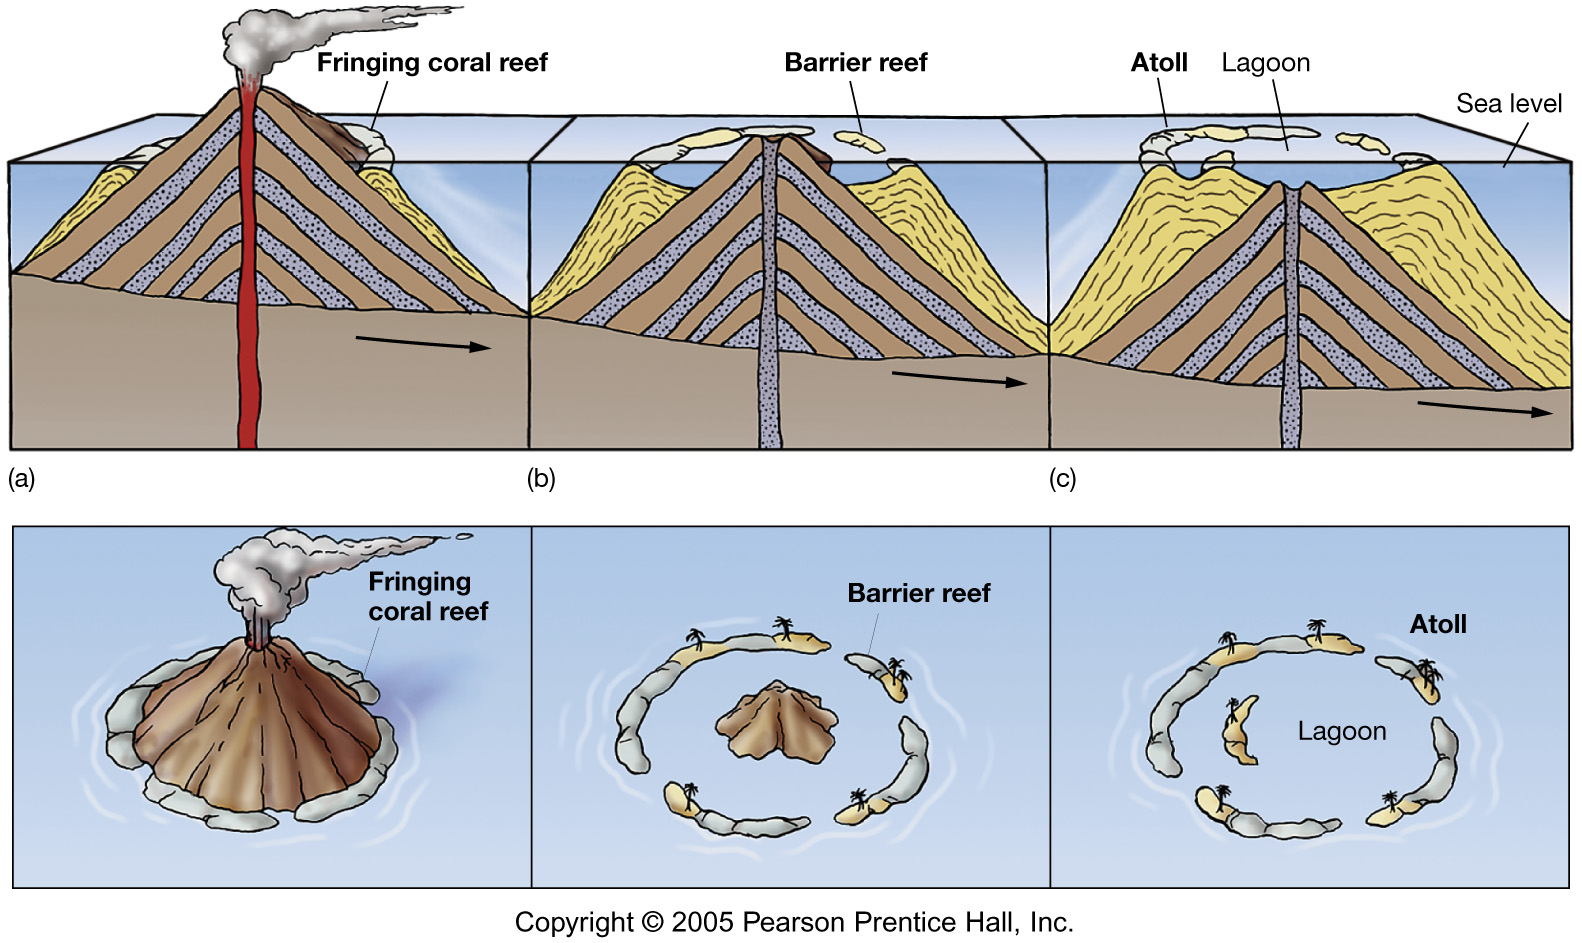 Fringing coral reef
Barrier reef
Atoll
Lagoon
Sea level
(a)
(b)
(c)
Fringing
coral reef
Barrier reef
Atoll
Lagoon
Copyright © 2005 Pearson Prentice Hall, Inc.